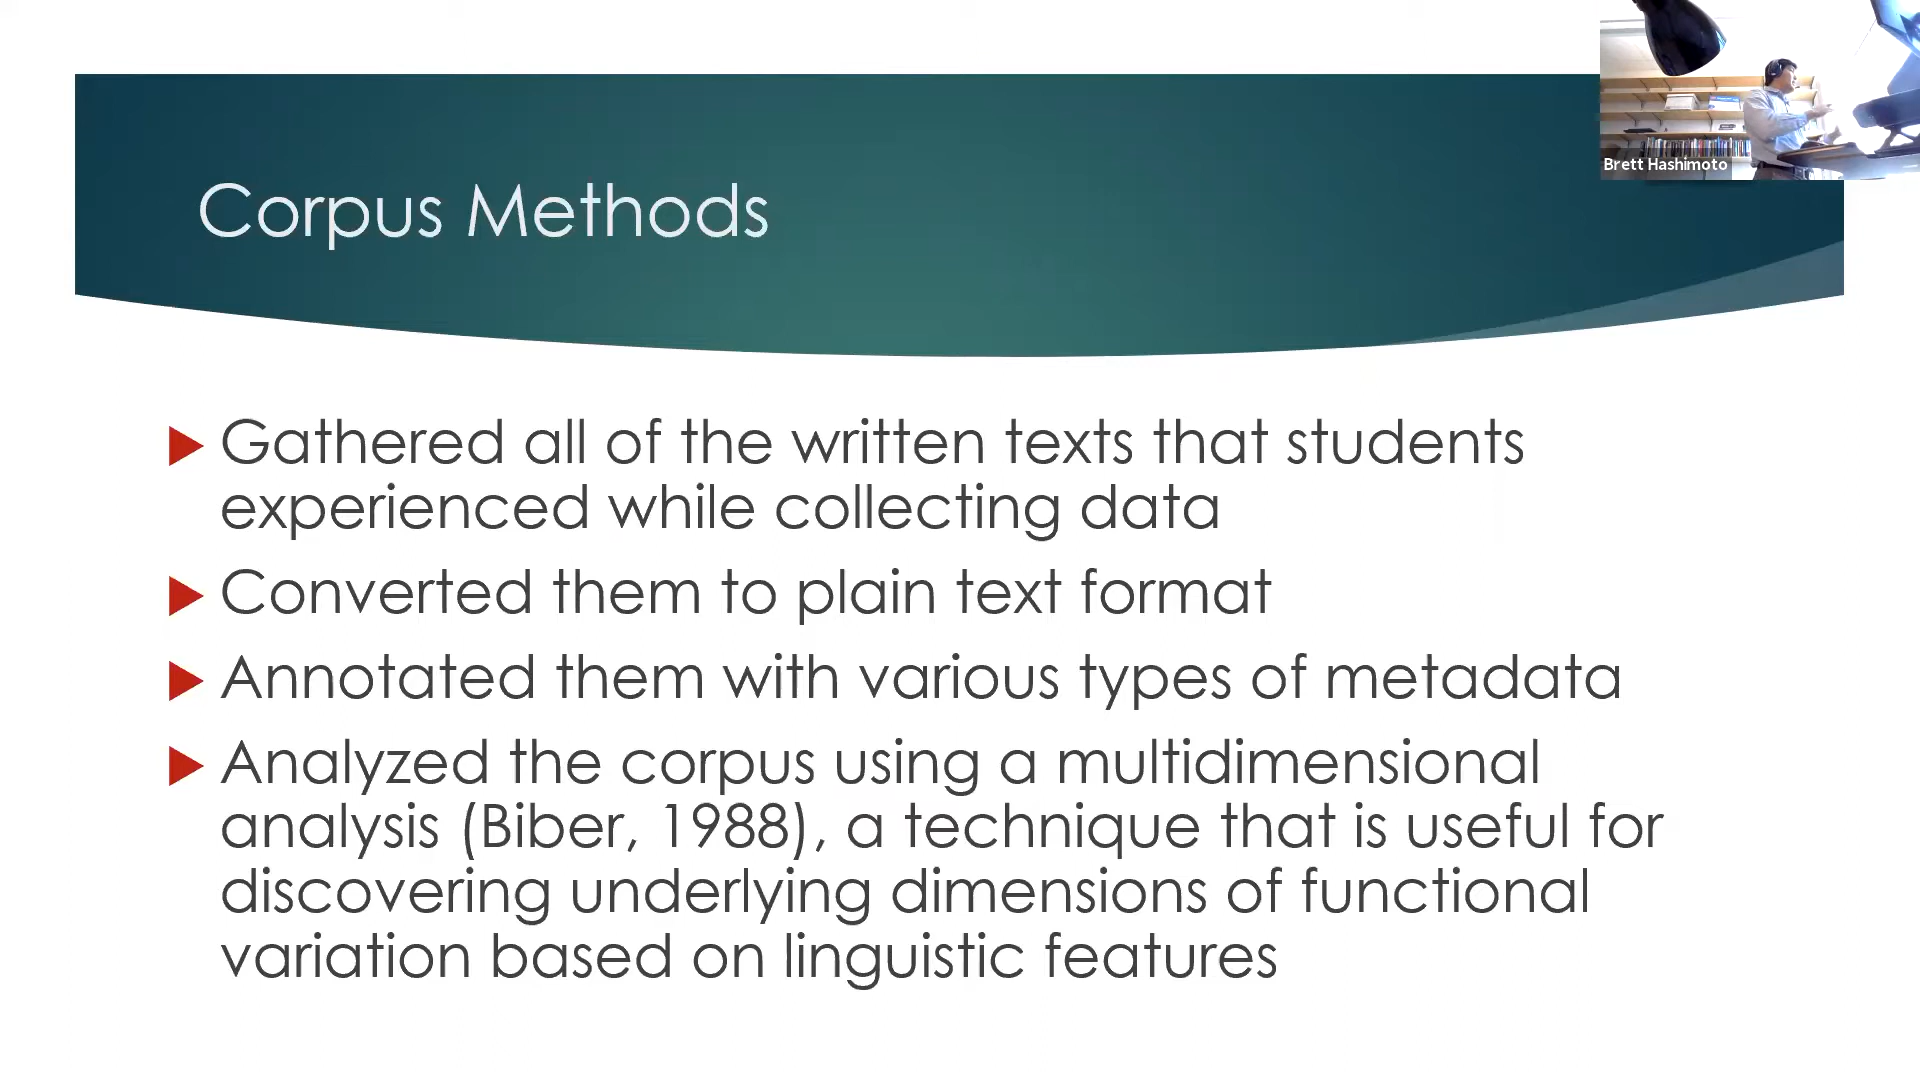 Brett Hashimoto
Corpus Methods
Gathered all of the written texts that students
experienced while collecting data
Converted them to plain text format
Annotated them with various types of metadata
Analyzed the corpus using a multidimensional
analysis (Biber, 1988), a technique that is useful for
discovering underlying dimensions of functional
variation based on linguistic features